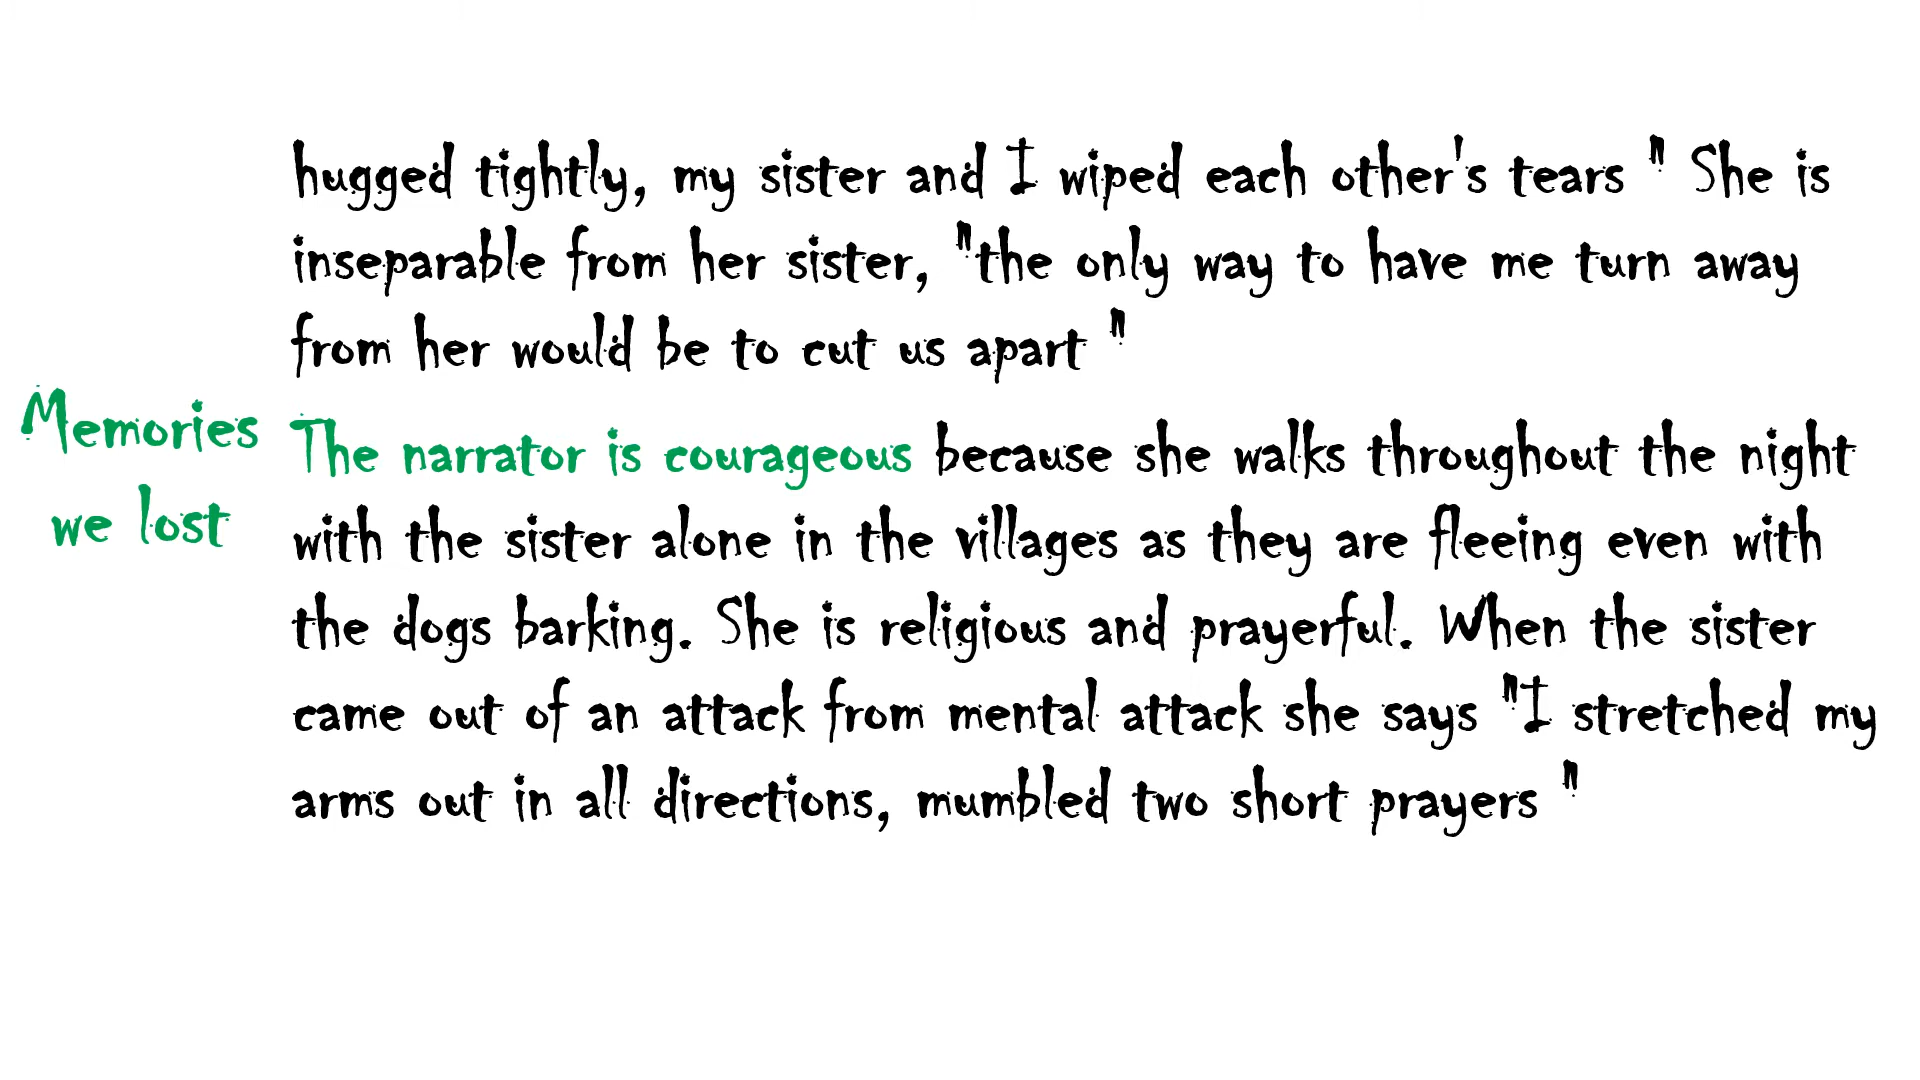 hugged tightly, my sister and I wiped each other's tears " She is
inseparable from her sister, "the only way to have me turn away
from her would be to cut us apart "
Memories
we lost
The narrator is courageous because she walks throughout the night
with the sister alone in the villages as they are fleeing even with
the dogs barking. She is religious and prayerful. When the sister
came out of an attack from mental attack she says "I stretched my
arms out in all directions, mumbled two short prayers "